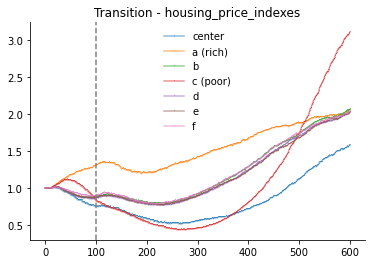 Transition - housing_price_indexes
center
a (rich)
b
c (poor)
d
e
f
3.0
2.5
2.0
1.5
1.0
0.5
0
100
200
300
400
500
600